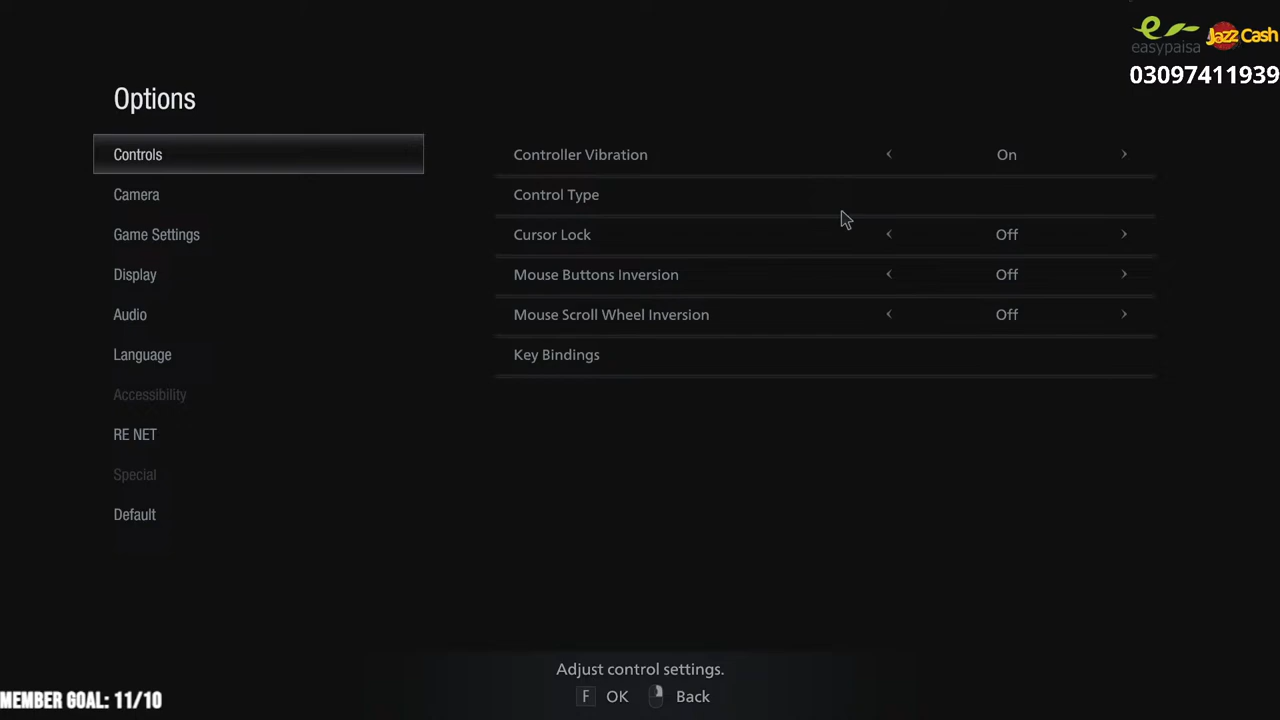 easypaisa JazzCash
03097411939
Options
Controls
Camera
Game Settings
Display
Audio
Language
Accessibility
RE NET
Special
Default
Controller Vibration On
Control Type
Cursor Lock Off
Mouse Buttons Inversion Off
Mouse Scroll Wheel Inversion Off
Key Bindings
Adjust control settings.
F OK Back
MEMBER GOAL: 11/10